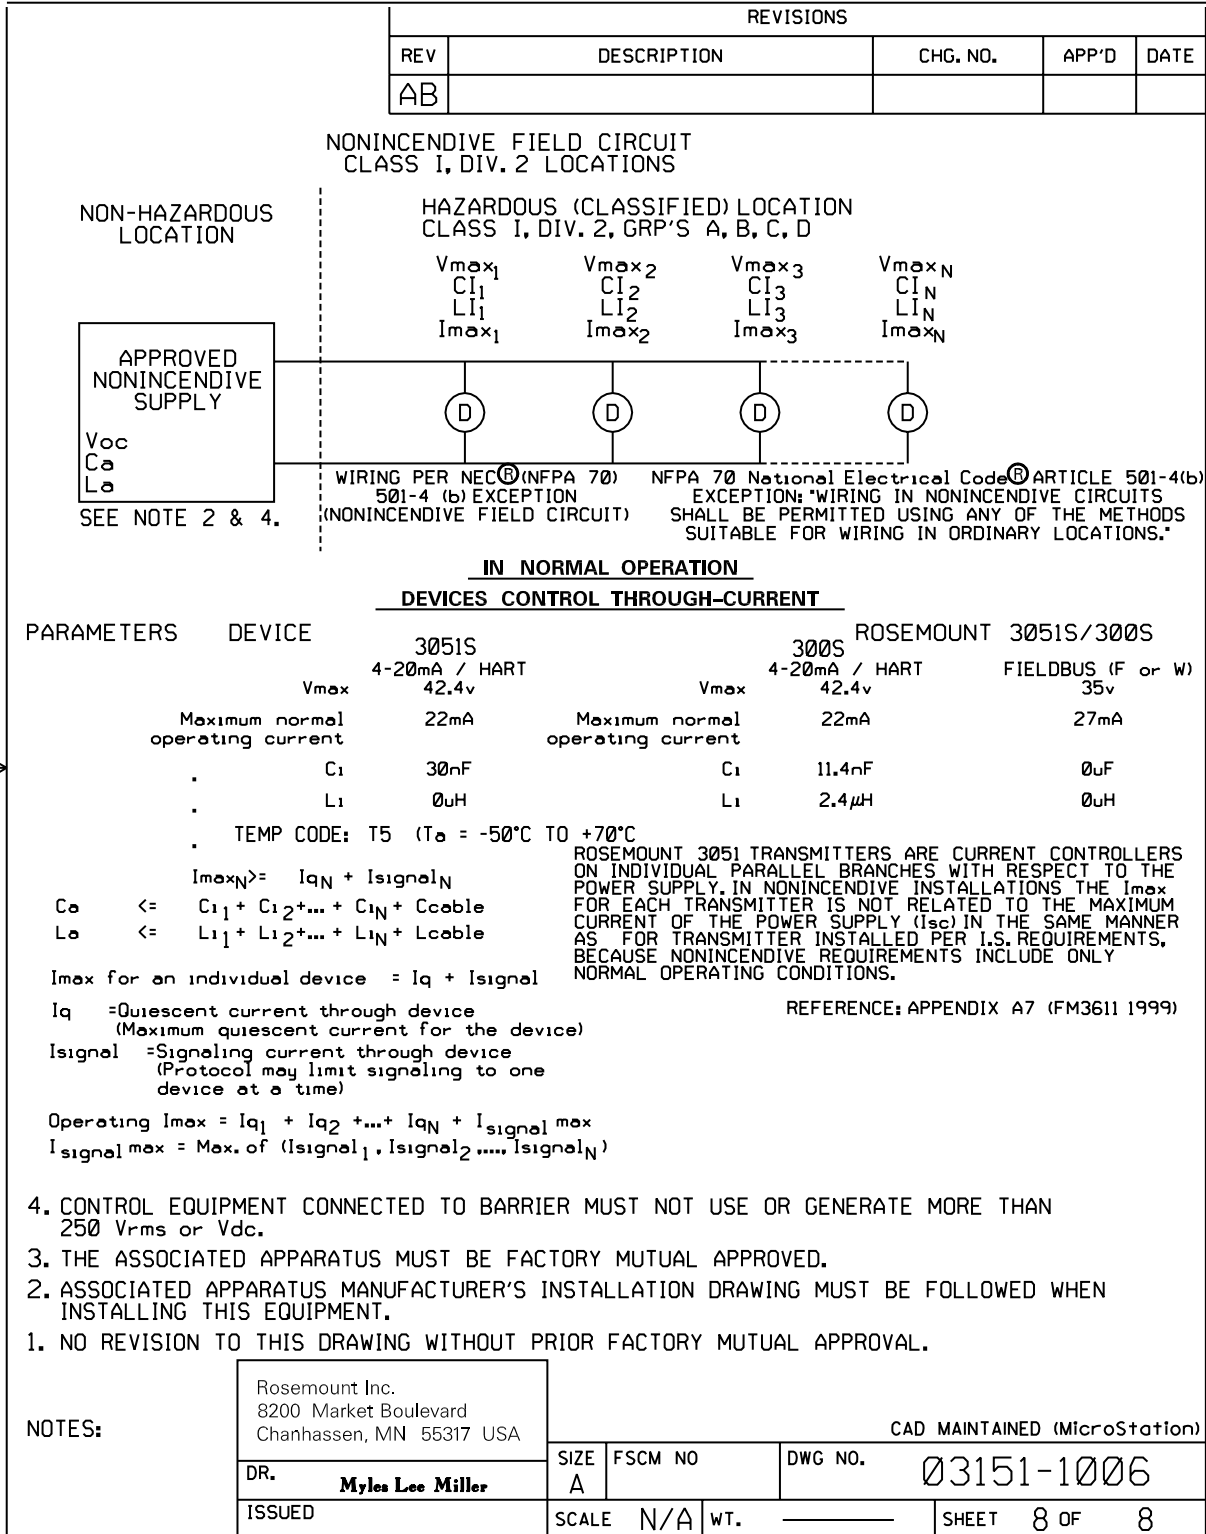 REVISIONS
REV DESCRIPTION CHG. NO. APP'D DATE
AB
NONINCENDIVE FIELD CIRCUIT
CLASS I, DIV. 2 LOCATIONS
NON-HAZARDOUS
LOCATION
HAZARDOUS (CLASSIFIED) LOCATION
CLASS I, DIV. 2, GRP'S A, B, C, D
Vmax1 Vmax2 Vmax3 VmaxN
CI1 CI2 CI3 CIN
LI1 LI2 LI3 LIN
Imax1 Imax2 Imax3 ImaxN
APPROVED
NONINCENDIVE
SUPPLY
Voc
Ca
La
D D D D
SEE NOTE 2 & 4.
WIRING PER NEC®(NFPA 70)
501-4 (b) EXCEPTION
(NONINCENDIVE FIELD CIRCUIT)
NFPA 70 National Electrical Code® ARTICLE 501-4(b)
EXCEPTION: "WIRING IN NONINCENDIVE CIRCUITS
SHALL BE PERMITTED USING ANY OF THE METHODS
SUITABLE FOR WIRING IN ORDINARY LOCATIONS."
IN NORMAL OPERATION
DEVICES CONTROL THROUGH-CURRENT
PARAMETERS DEVICE 3051S 300S ROSEMOUNT 3051S/300S
4-20mA / HART 4-20mA / HART FIELDBUS (F or W)
Vmax 42.4v Vmax 42.4v 35v
Maximum normal 22mA Maximum normal 22mA 27mA
operating current operating current
. Ci 30nF Ci 11.4nF 0uF
. Li 0uH Li 2.4µH 0uH
. TEMP CODE: T5 (Ta = -50°C TO +70°C
ROSEMOUNT 3051 TRANSMITTERS ARE CURRENT CONTROLLERS
ON INDIVIDUAL PARALLEL BRANCHES WITH RESPECT TO THE
POWER SUPPLY. IN NONINCENDIVE INSTALLATIONS THE Imax
FOR EACH TRANSMITTER IS NOT RELATED TO THE MAXIMUM
CURRENT OF THE POWER SUPPLY (Isc) IN THE SAME MANNER
AS FOR TRANSMITTER INSTALLED PER I.S. REQUIREMENTS,
BECAUSE NONINCENDIVE REQUIREMENTS INCLUDE ONLY
NORMAL OPERATING CONDITIONS.
ImaxN>= IqN + IsignalN
Ca <= Ci1 + Ci2+... + CiN + Ccable
La <= Li1 + Li2+... + LiN + Lcable
Imax for an individual device = Iq + Isignal
REFERENCE: APPENDIX A7 (FM3611 1999)
Iq =Quiescent current through device
(Maximum quiescent current for the device)
Isignal =Signaling current through device
(Protocol may limit signaling to one
device at a time)
Operating Imax = Iq1 + Iq2 +...+ IqN + Isignal max
Isignal max = Max. of (Isignal1, Isignal2,..., IsignalN)
4. CONTROL EQUIPMENT CONNECTED TO BARRIER MUST NOT USE OR GENERATE MORE THAN
250 Vrms or Vdc.
3. THE ASSOCIATED APPARATUS MUST BE FACTORY MUTUAL APPROVED.
2. ASSOCIATED APPARATUS MANUFACTURER'S INSTALLATION DRAWING MUST BE FOLLOWED WHEN
INSTALLING THIS EQUIPMENT.
1. NO REVISION TO THIS DRAWING WITHOUT PRIOR FACTORY MUTUAL APPROVAL.
NOTES:
Rosemount Inc.
8200 Market Boulevard
Chanhassen, MN 55317 USA
CAD MAINTAINED (MicroStation)
DR. Myles Lee Miller
SIZE A FSCM NO DWG NO. 03151-1006
ISSUED
SCALE N/A WT. SHEET 8 OF 8